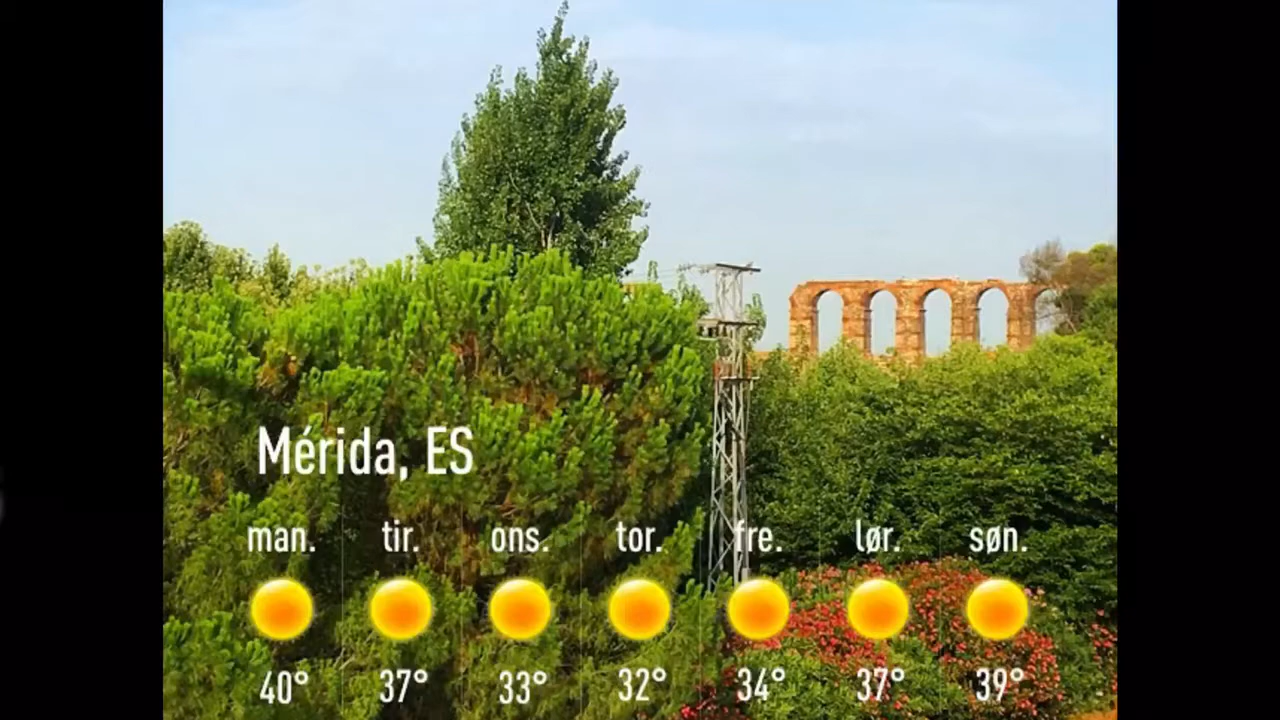 Mérida, ES
man. tir. ons. tor. fre. lør. søn.
40° 37° 33° 32° 34° 37° 39°